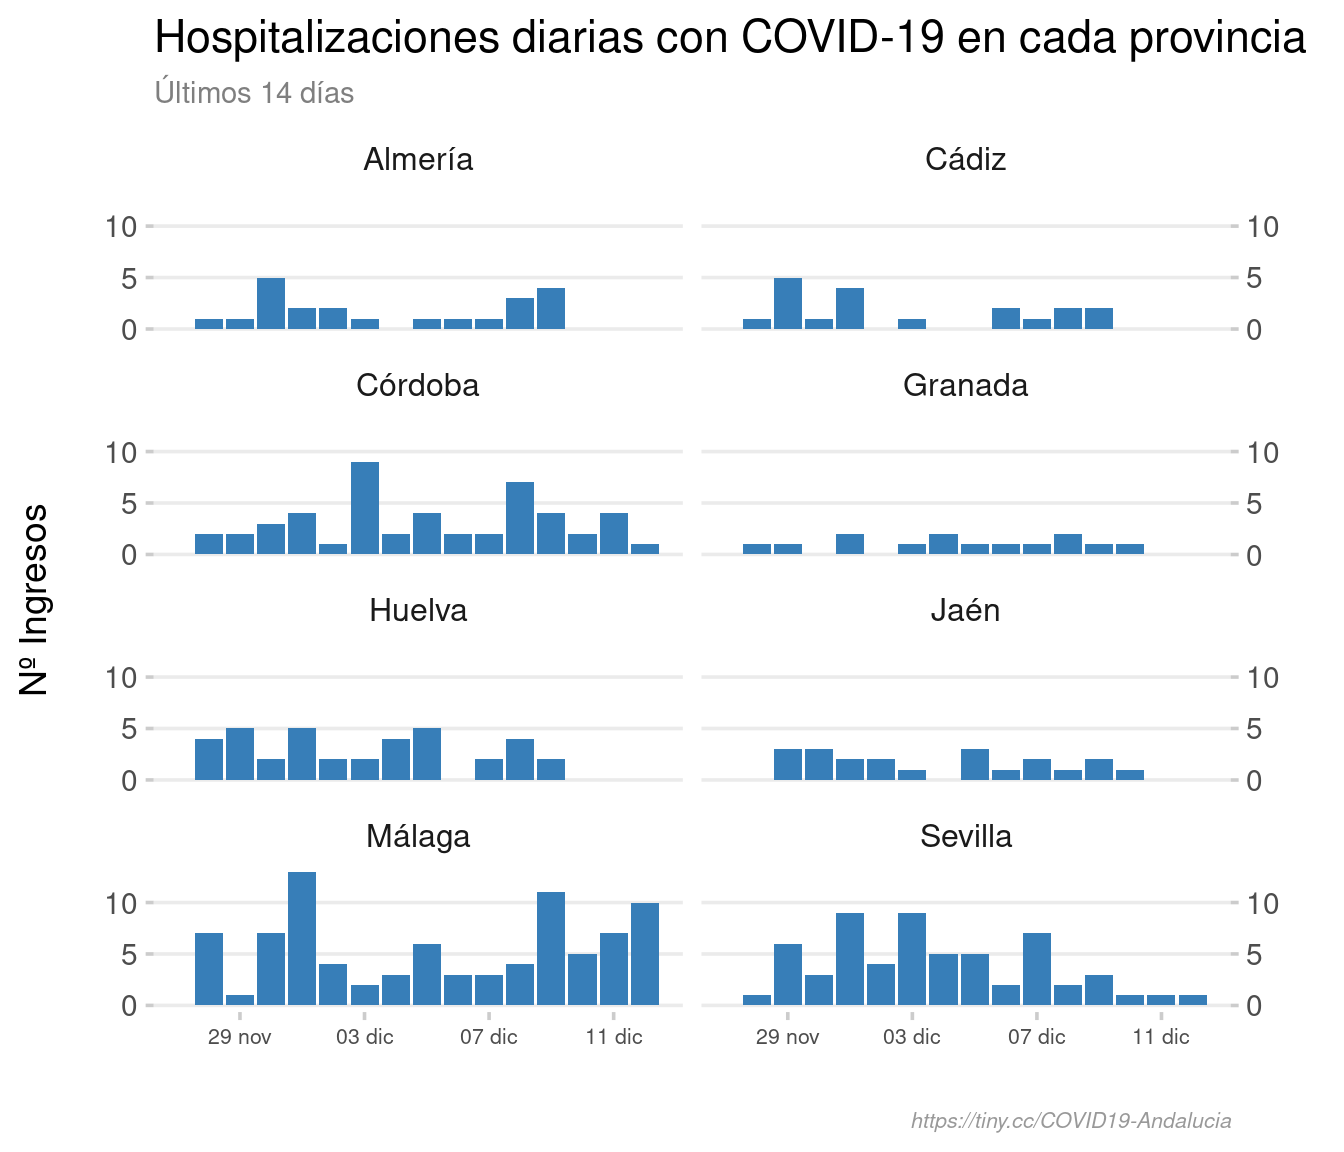 Hospitalizaciones diarias con COVID-19 en cada provincia
Últimos 14 días
Almería
Cádiz
10
5
0
10
5
0
Córdoba
Granada
10
5
0
10
5
0
Nº Ingresos
Huelva
Jaén
10
5
0
10
5
0
Málaga
Sevilla
10
5
0
10
5
0
29 nov 03 dic 07 dic 11 dic
29 nov 03 dic 07 dic 11 dic
https://tiny.cc/COVID19-Andalucia